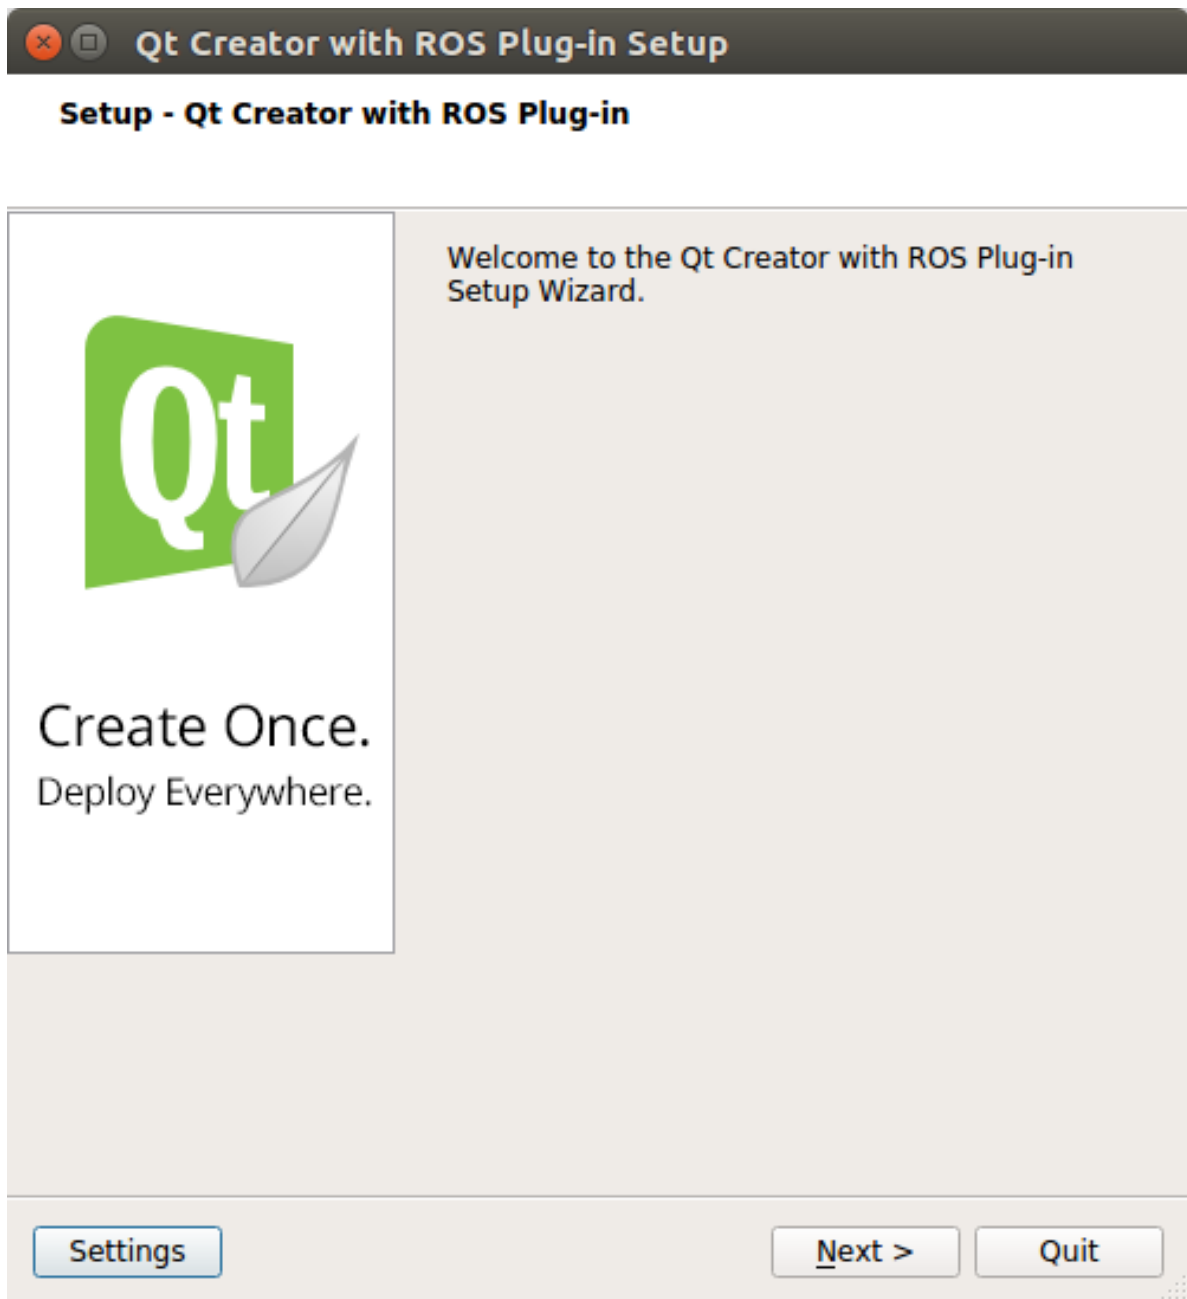 Qt Creator with ROS Plug-in Setup
Setup - Qt Creator with ROS Plug-in
Welcome to the Qt Creator with ROS Plug-in
Setup Wizard.
Qt
Create Once.
Deploy Everywhere.
Settings
Next >
Quit